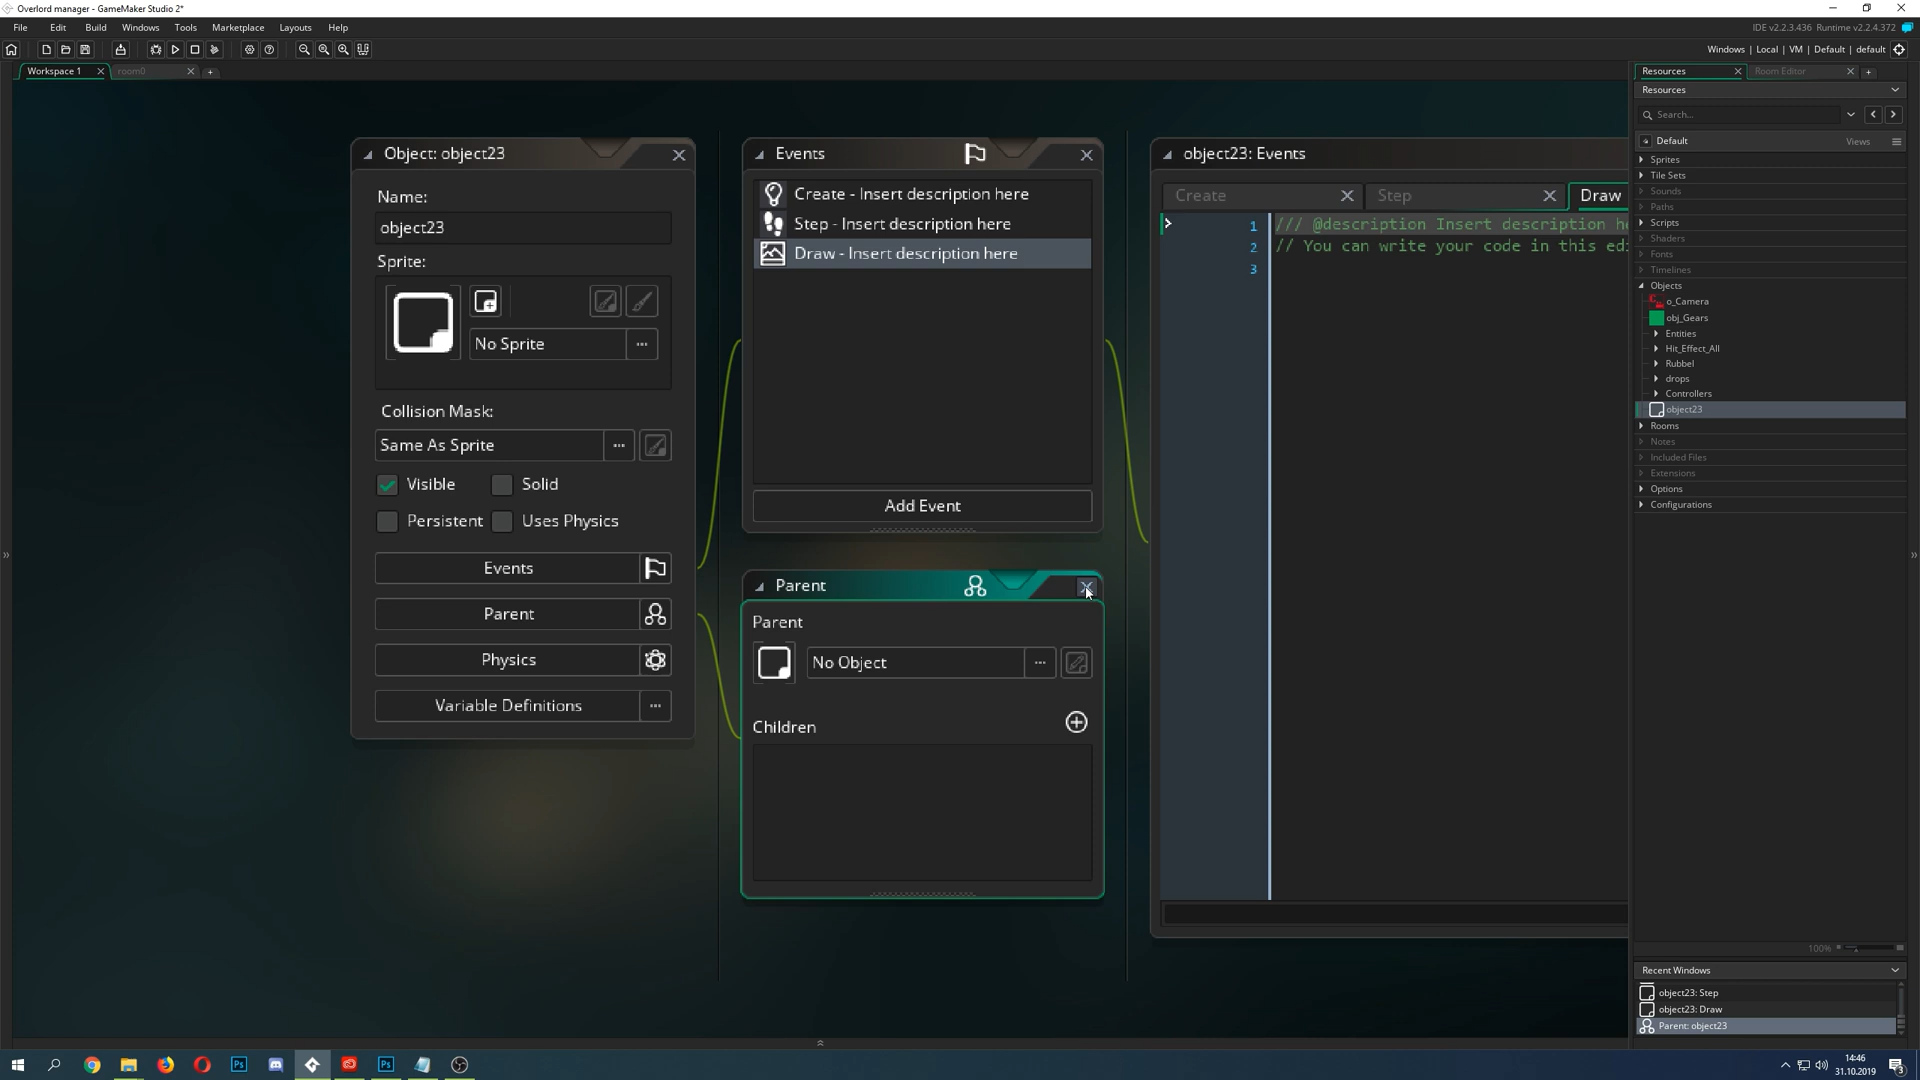 Overlord manager - GameMaker Studio 2*
File Edit Build Windows Tools Marketplace Layouts Help
IDE v2.2.3.436 Runtime v2.2.4.372
Windows | Local | VM | Default | default
Workspace 1
room0
Resources
Room Editor
Resources
Search...
Default
Views
Sprites
Tile Sets
Sounds
Paths
Scripts
Shaders
Fonts
Timelines
Objects
o_Camera
obj_Gears
Entities
Hit_Effect_All
Rubbel
drops
Controllers
object23
Rooms
Notes
Included Files
Extensions
Options
Configurations
100%
Recent Windows
object23: Step
object23: Draw
Parent: object23
Object: object23
Name:
object23
Sprite:
No Sprite
...
Collision Mask:
Same As Sprite
...
Visible
Solid
Persistent
Uses Physics
Events
Parent
Physics
Variable Definitions
...
Events
Create - Insert description here
Step - Insert description here
Draw - Insert description here
Add Event
Parent
Parent
No Object
...
Children
object23: Events
Create
Step
Draw
1 /// @description Insert description he
2 // You can write your code in this edi
3
Ps
Ps
14:46
31.10.2019
3